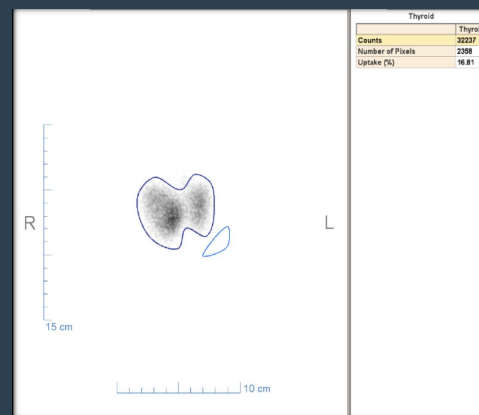 Thyroid
Thyroi
Counts 32237
Number of Pixels 2358
Uptake (%) 16.81
R L
15 cm
10 cm